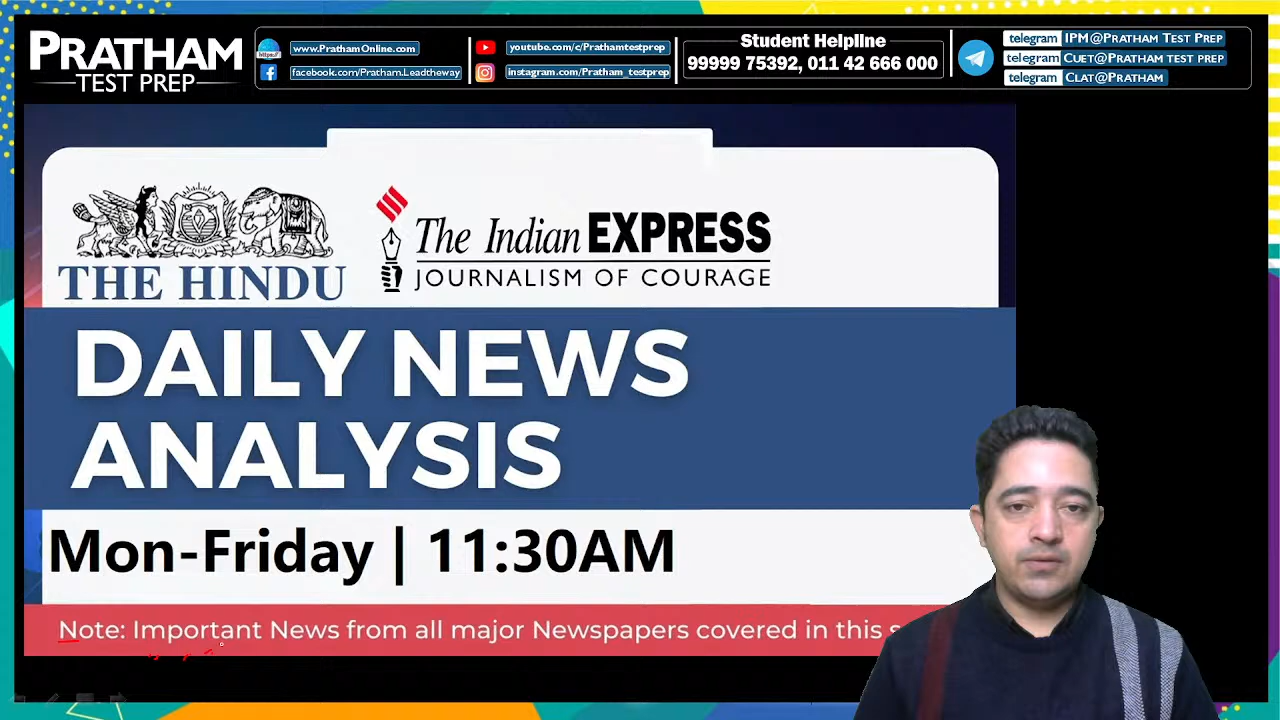 PRATHAM
TEST PREP
https://
www.PrathamOnline.com
facebook.com/Pratham.Leadtheway
youtube.com/c/Prathamtestprep
instagram.com/Pratham_testprep
Student Helpline
99999 75392, 011 42 666 000
telegram IPM@PRATHAM TEST PREP
telegram CUET@PRATHAM TEST PREP
telegram CLAT@PRATHAM
THE HINDU
The Indian EXPRESS
JOURNALISM OF COURAGE
DAILY NEWS
ANALYSIS
Mon-Friday | 11:30AM
Note: Important News from all major Newspapers covered in this